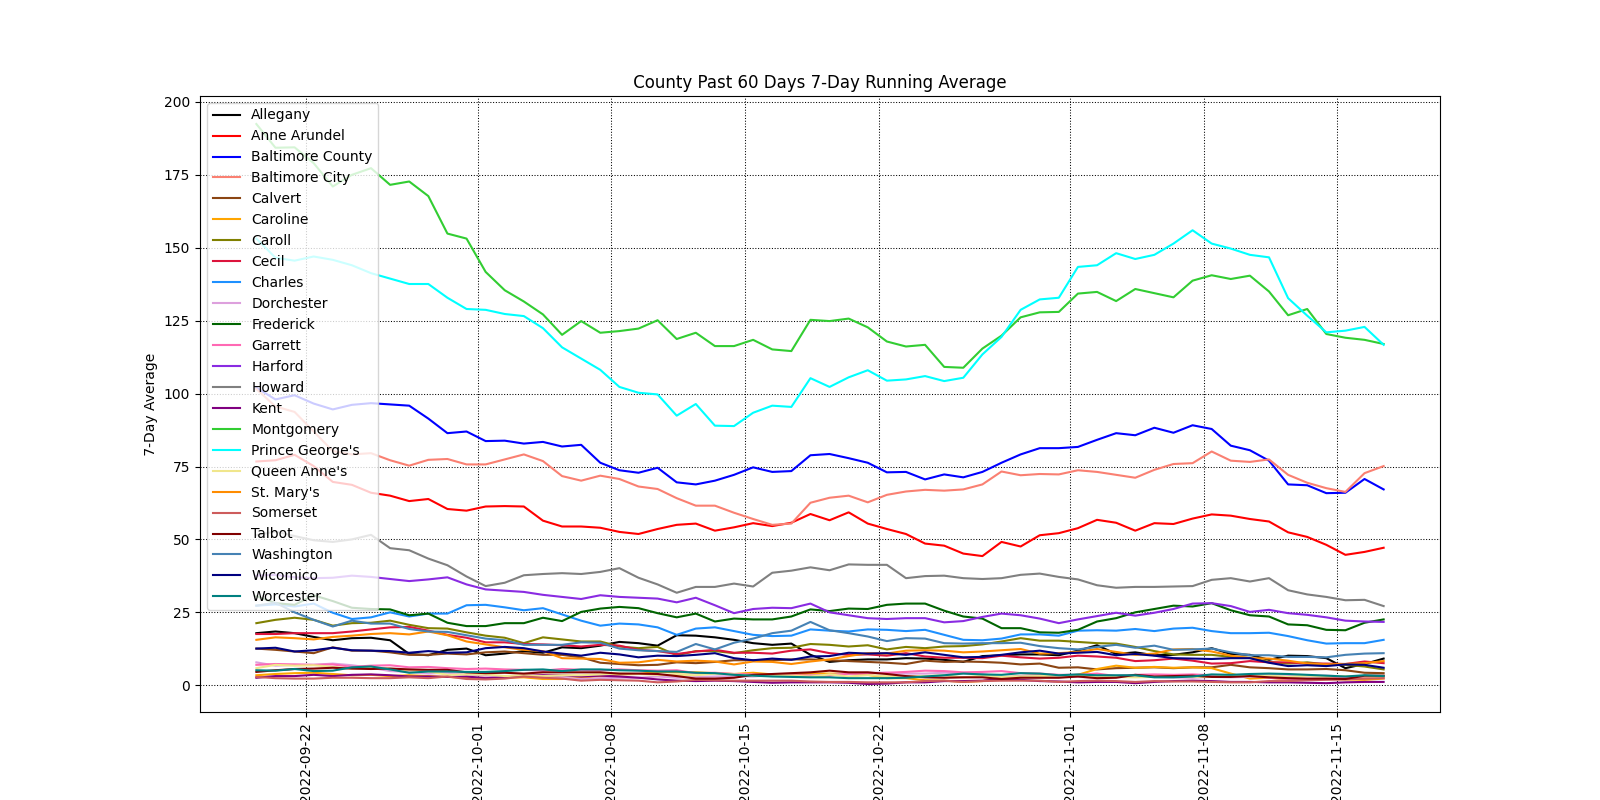 County Past 60 Days 7-Day Running Average
7-Day Average
200
175
150
125
100
75
50
25
0
Allegany
Anne Arundel
Baltimore County
Baltimore City
Calvert
Caroline
Caroll
Cecil
Charles
Dorchester
Frederick
Garrett
Harford
Howard
Kent
Montgomery
Prince George's
Queen Anne's
St. Mary's
Somerset
Talbot
Washington
Wicomico
Worcester
2022-09-22
2022-10-01
2022-10-08
2022-10-15
2022-10-22
2022-11-01
2022-11-08
2022-11-15